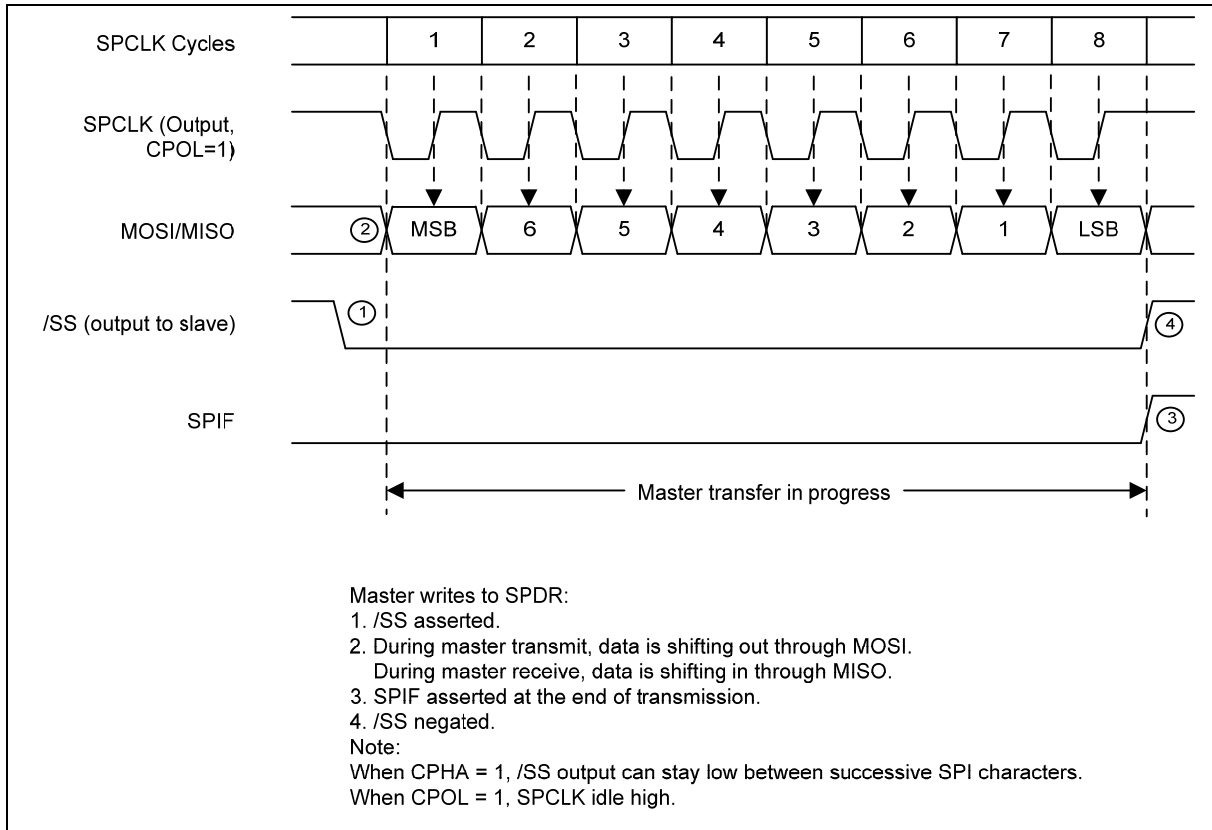 SPCLK Cycles
1 2 3 4 5 6 7 8
SPCLK (Output,
CPOL=1)
MOSI/MISO
2 MSB 6 5 4 3 2 1 LSB
/SS (output to slave)
1
4
SPIF
3
Master transfer in progress
Master writes to SPDR:
1. /SS asserted.
2. During master transmit, data is shifting out through MOSI.
During master receive, data is shifting in through MISO.
3. SPIF asserted at the end of transmission.
4. /SS negated.
Note:
When CPHA = 1, /SS output can stay low between successive SPI characters.
When CPOL = 1, SPCLK idle high.